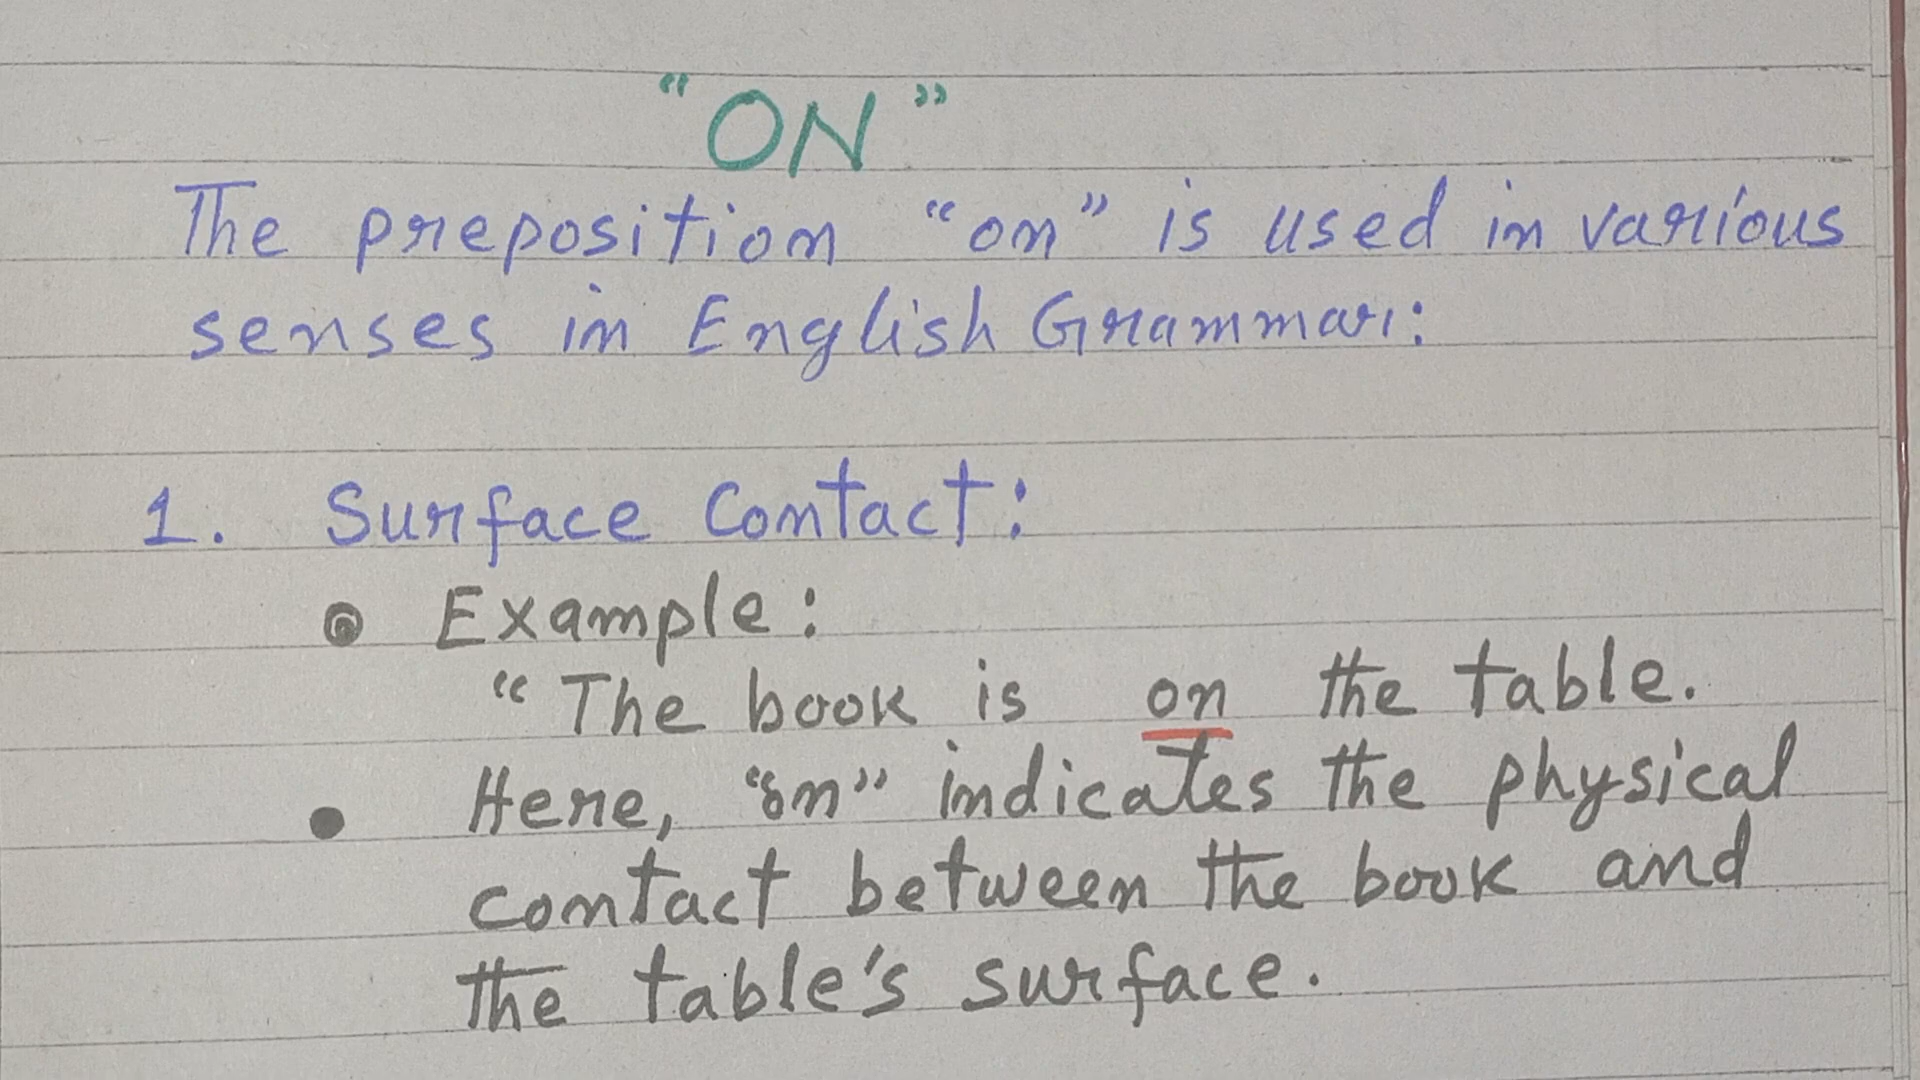 “ON”
The preposition “on” is used in various
senses in English Grammar:
1. Surface Contact:
Example:
“The book is on the table.
Here, “on” indicates the physical
contact between the book and
the table's surface.